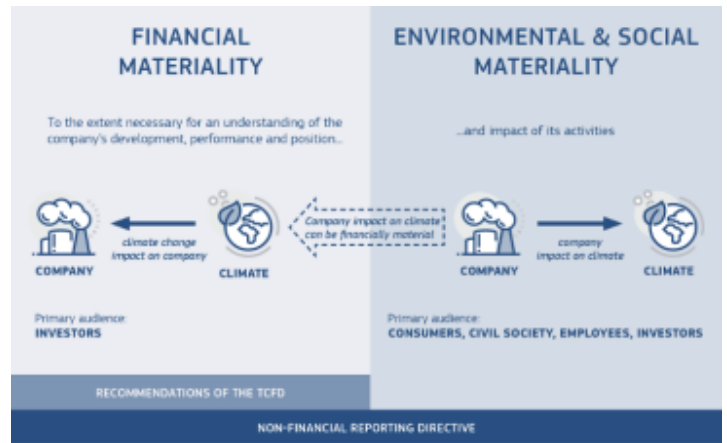 FINANCIAL
MATERIALITY
To the extent necessary for an understanding of the
company's development, performance and position...
climate change
impact on company
COMPANY
CLIMATE
Primary audience:
INVESTORS
Company impact on climate
can be financially material
ENVIRONMENTAL & SOCIAL
MATERIALITY
...and impact of its activities
company
impact on climate
COMPANY
CLIMATE
Primary audience:
CONSUMERS, CIVIL SOCIETY, EMPLOYEES, INVESTORS
RECOMMENDATIONS OF THE TCFD
NON-FINANCIAL REPORTING DIRECTIVE